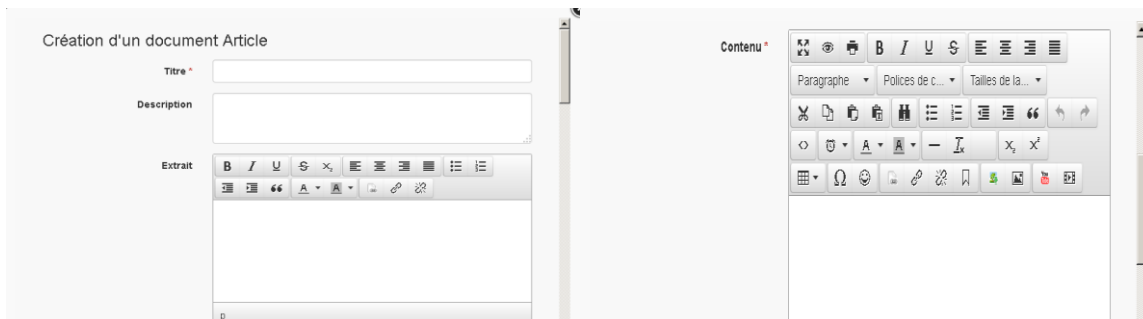 Création d'un document Article
Titre *
Description
Extrait
p
Contenu *
Paragraphe
Polices de c...
Tailles de la...